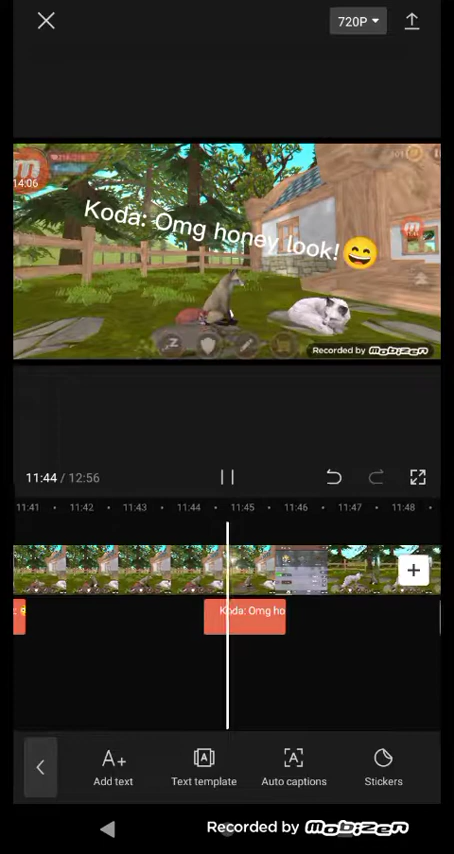 720P
14:06
Koda: Omg honey look!😄
Recorded by MOBIZEN
11:44 / 12:56
11:41 11:42 11:43 11:44 11:45 11:46 11:47 11:48
Koda: Omg ho
Add text
Text template
Auto captions
Stickers
Recorded by MOBIZEN